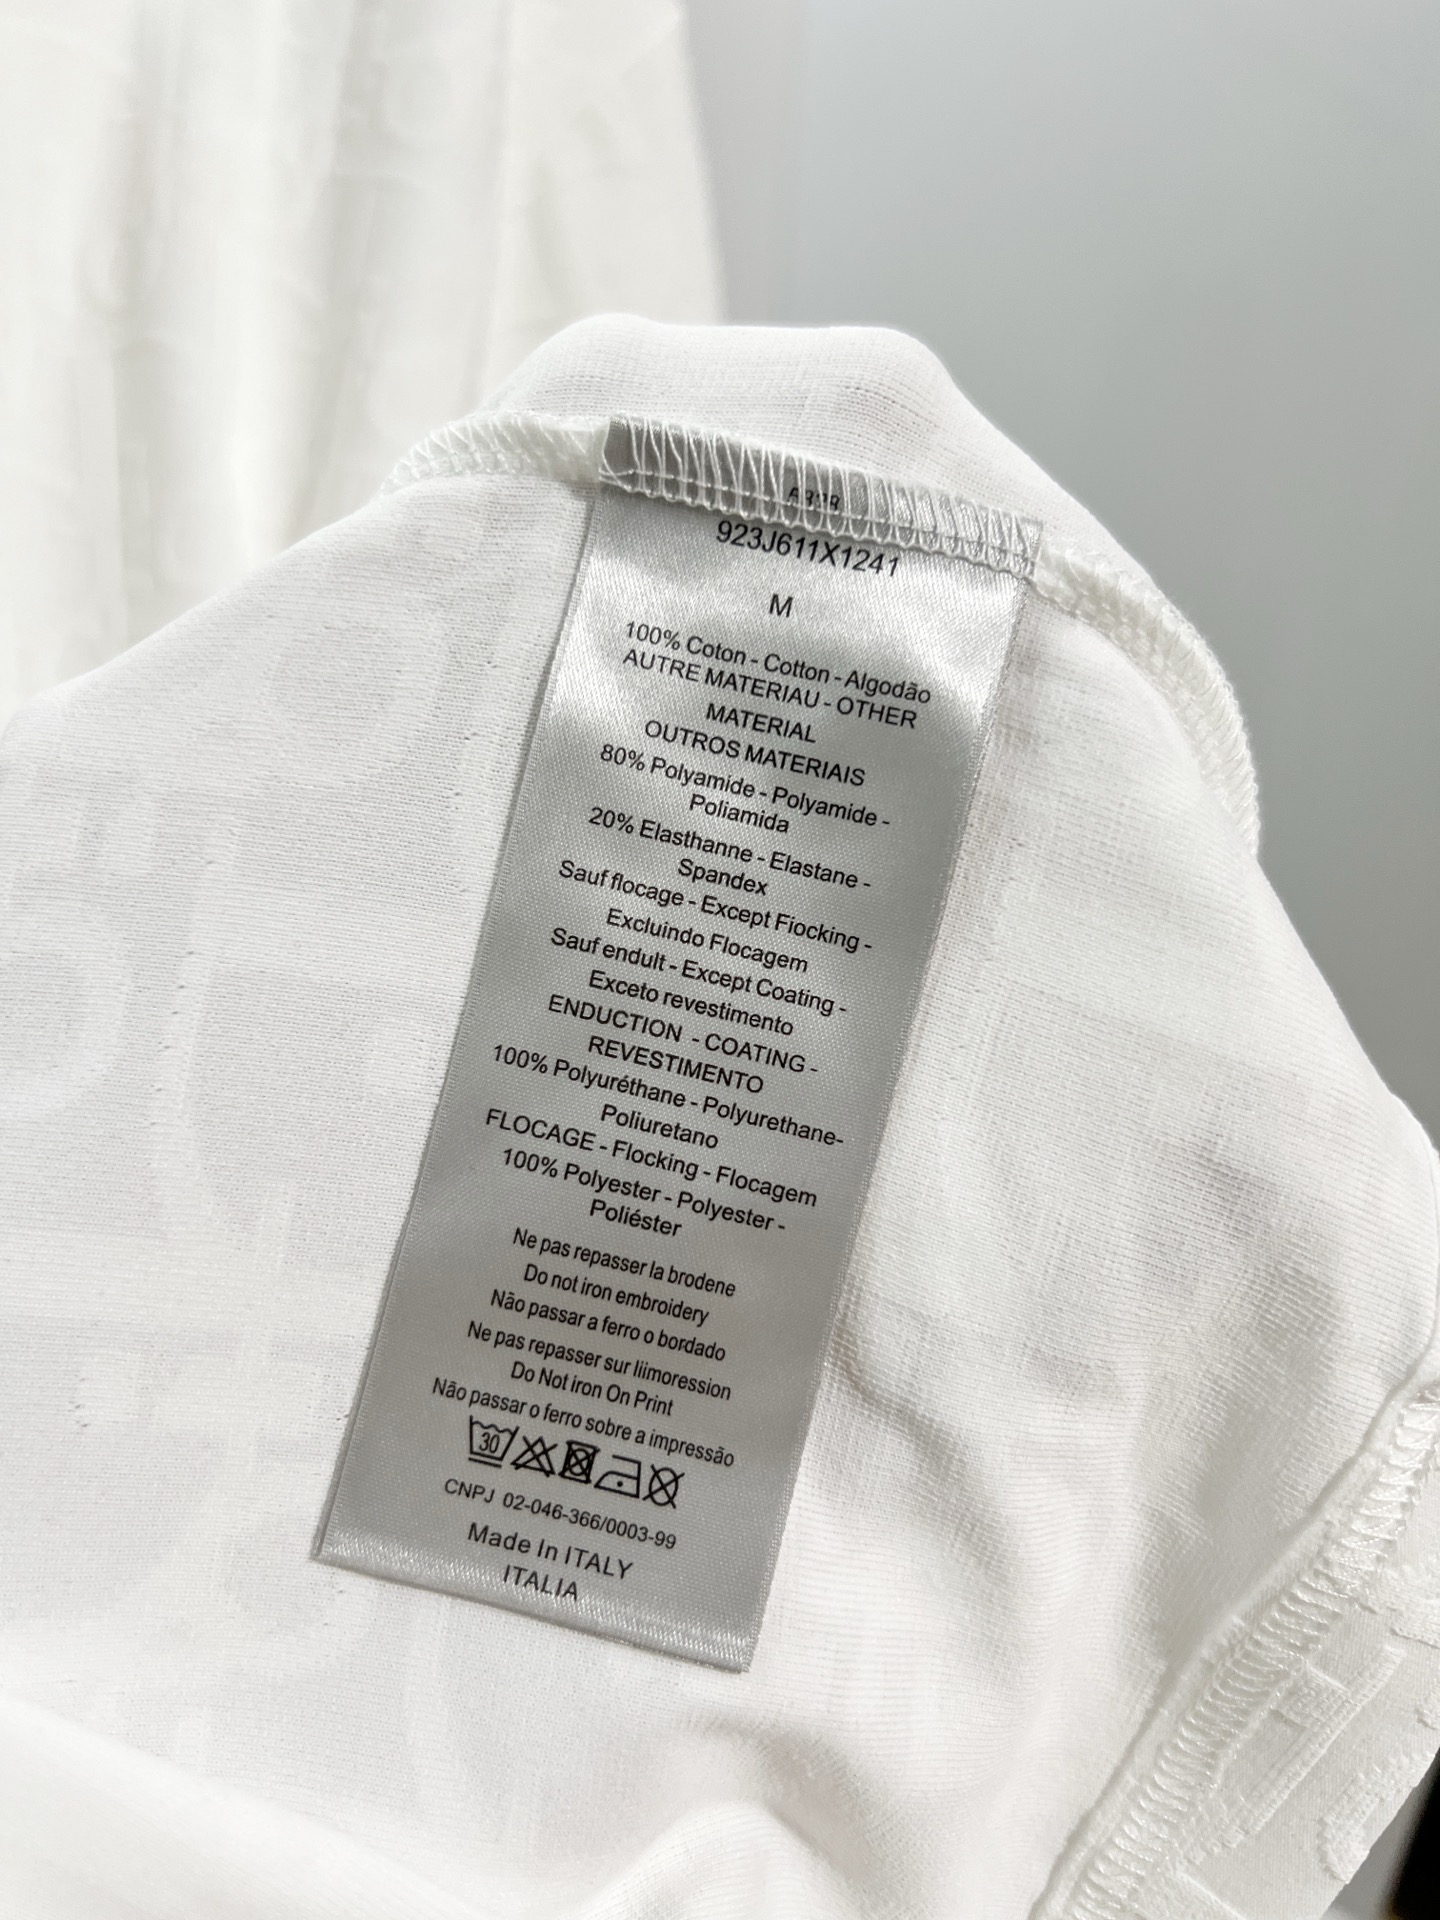 923J611X1241
M
100% Coton - Cotton - Algodão
AUTRE MATERIAU - OTHER
MATERIAL
OUTROS MATERIAIS
80% Polyamide - Polyamide -
Poliamida
20% Elasthanne - Elastane -
Spandex
Sauf flocage - Except Fiocking -
Excluindo Flocagem
Sauf endult - Except Coating -
Exceto revestimento
ENDUCTION - COATING -
REVESTIMENTO
100% Polyuréthane - Polyurethane-
Poliuretano
FLOCAGE - Flocking - Flocagem
100% Polyester - Polyester -
Poliéster
Ne pas repasser la brodene
Do not iron embroidery
Não passar a ferro o bordado
Ne pas repasser sur liimoression
Do Not iron On Print
Não passar o ferro sobre a impressão
30
CNPJ 02-046-366/0003-99
Made In ITALY
ITALIA